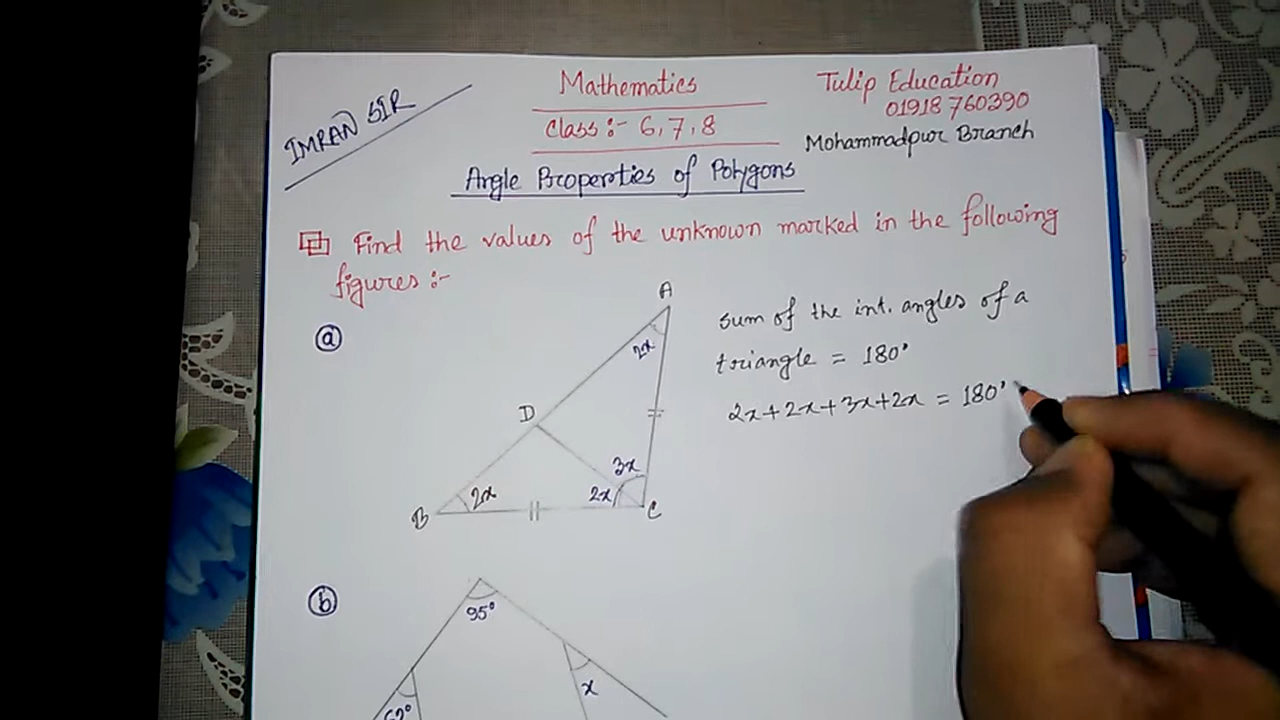 IMRAN SIR
Mathematics
Class :- 6, 7, 8
Tulip Education
01918 760390
Mohammadpur Branch
Angle Properties of Polygons
Find the values of the unknown marked in the following
figures :-
a
A
2x
D
3x
2x
B
2x
C
sum of the int. angles of a
triangle = 180°
2x+2x+3x+2x = 180°
b
95°
x
62°